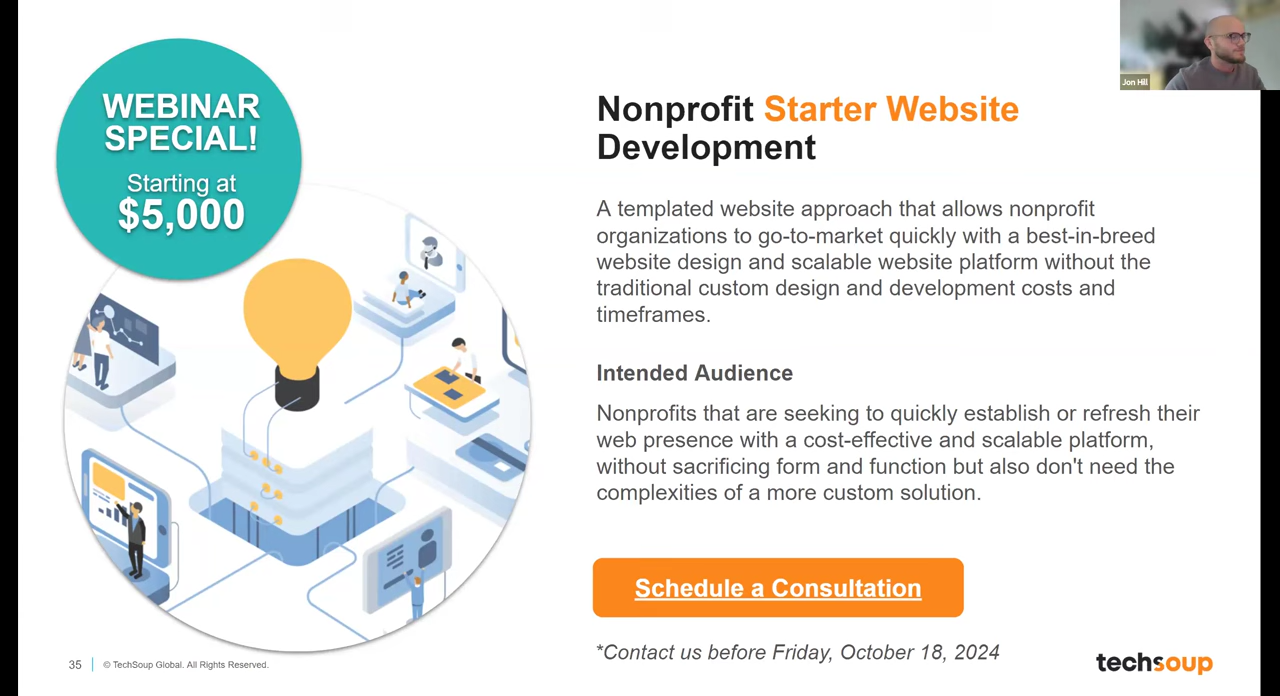 WEBINAR
SPECIAL!
Starting at
$5,000
Jon Hill
Nonprofit Starter Website
Development
A templated website approach that allows nonprofit
organizations to go-to-market quickly with a best-in-breed
website design and scalable website platform without the
traditional custom design and development costs and
timeframes.
Intended Audience
Nonprofits that are seeking to quickly establish or refresh their
web presence with a cost-effective and scalable platform,
without sacrificing form and function but also don't need the
complexities of a more custom solution.
Schedule a Consultation
*Contact us before Friday, October 18, 2024
35
© TechSoup Global. All Rights Reserved.
techsoup